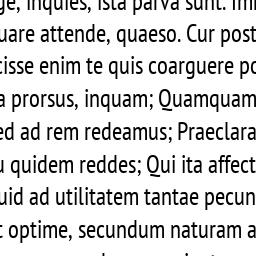 ge, inquies, ista parva sunt. Im
uare attende, quaeso. Cur post
cisse enim te quis coarguere po
a prorsus, inquam; Quamquam
ed ad rem redeamus; Praeclara
u quidem reddes; Qui ita affect
uid ad utilitatem tantae pecun
c optime, secundum naturam a